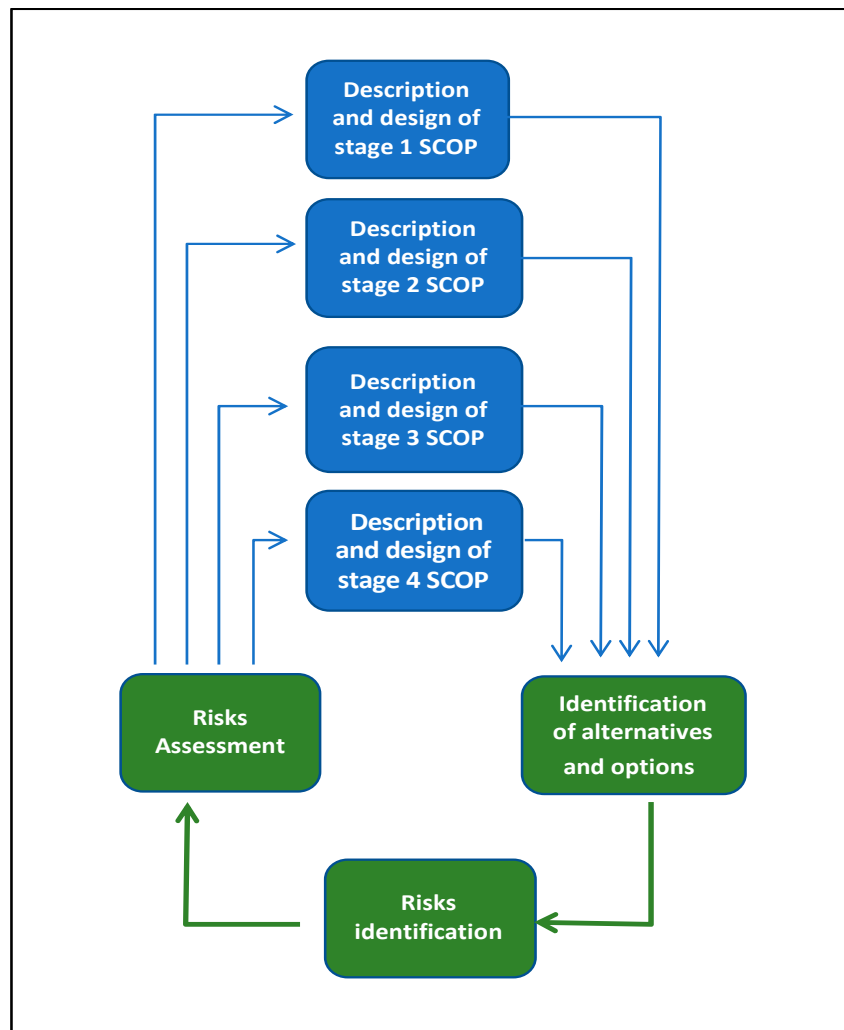 Description
and design of
stage 1 SCOP
Description
and design of
stage 2 SCOP
Description
and design of
stage 3 SCOP
Description
and design of
stage 4 SCOP
Risks
Assessment
Identification
of alternatives
and options
Risks
identification